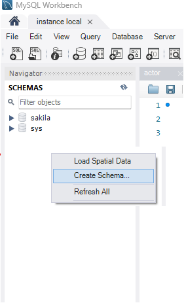 MySQL Workbench
instance local ×
File Edit View Query Database Server
Navigator
SCHEMAS
actor
Filter objects
sakila
sys
1
2
3
Load Spatial Data
Create Schema...
Refresh All